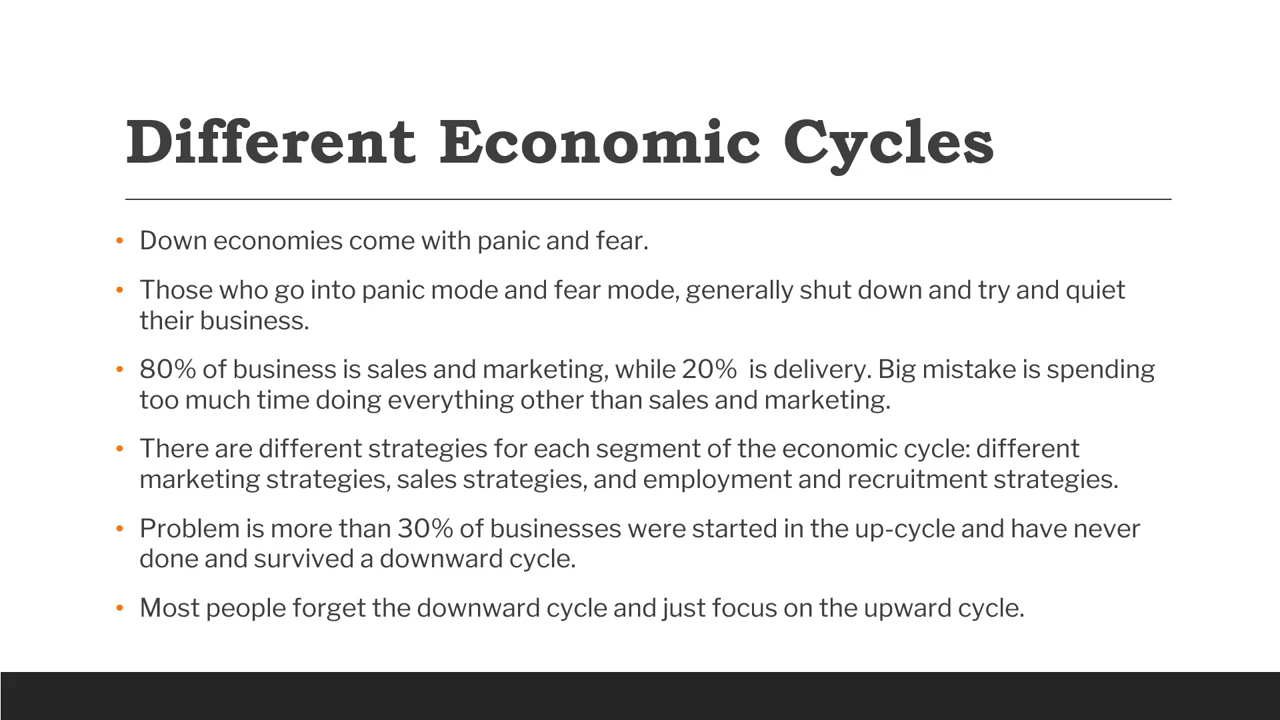 Different Economic Cycles
• Down economies come with panic and fear.
• Those who go into panic mode and fear mode, generally shut down and try and quiet
their business.
• 80% of business is sales and marketing, while 20%  is delivery. Big mistake is spending
too much time doing everything other than sales and marketing.
• There are different strategies for each segment of the economic cycle: different
marketing strategies, sales strategies, and employment and recruitment strategies.
• Problem is more than 30% of businesses were started in the up-cycle and have never
done and survived a downward cycle.
• Most people forget the downward cycle and just focus on the upward cycle.